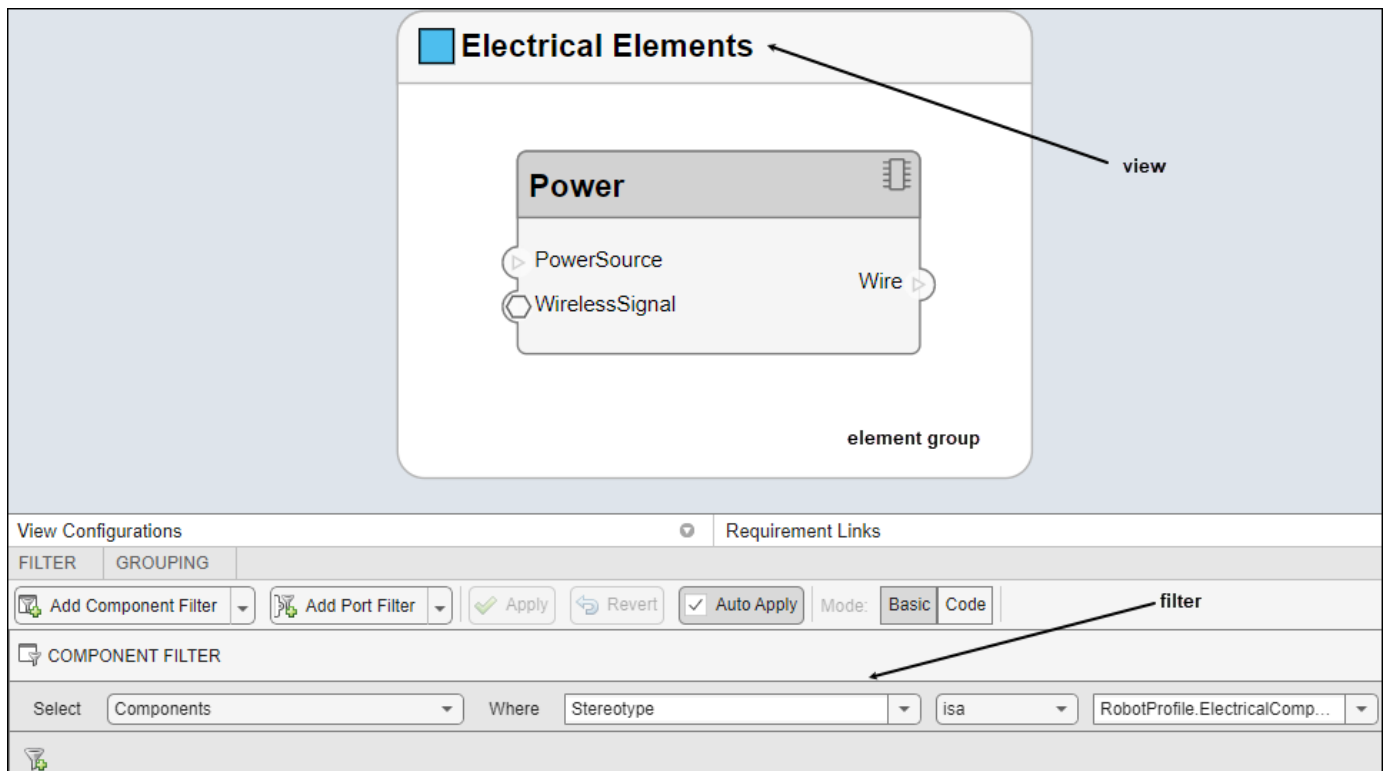 Electrical Elements
view
Power
PowerSource
Wire
WirelessSignal
element group
View Configurations Requirement Links
FILTER GROUPING
Add Component Filter Add Port Filter Apply Revert Auto Apply Mode: Basic Code
filter
COMPONENT FILTER
Select Components Where Stereotype isa RobotProfile.ElectricalComp...